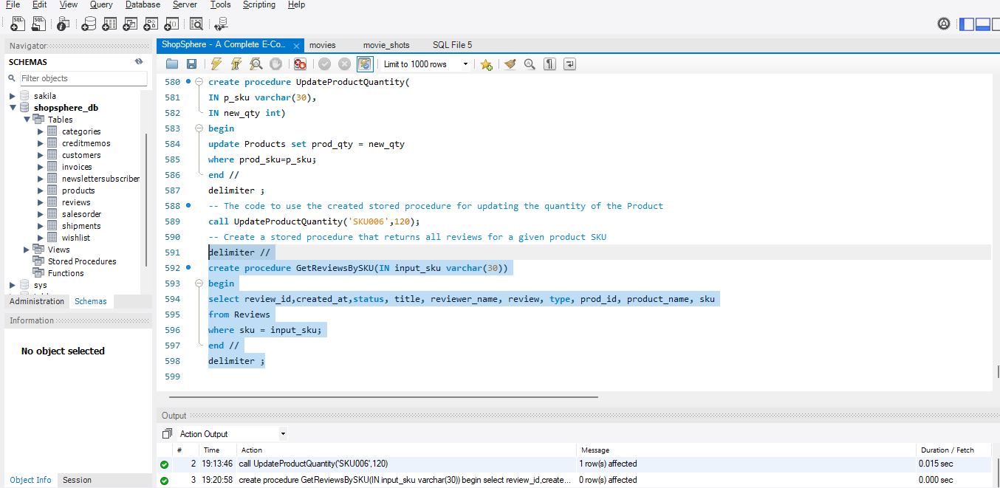 File Edit View Query Database Server Tools Scripting Help
Navigator
SCHEMAS
Filter objects
sakila
shopsphere_db
Tables
categories
creditmemos
customers
invoices
newslettersubscriber
products
reviews
salesorder
shipments
wishlist
Views
Stored Procedures
Functions
sys
Administration Schemas
Information
No object selected
Object Info Session
ShopSphere - A Complete E-Co... movies movie_shots SQL File 5
Limit to 1000 rows
580 create procedure UpdateProductQuantity(
581 IN p_sku varchar(30),
582 IN new_qty int)
583 begin
584 update Products set prod_qty = new_qty
585 where prod_sku=p_sku;
586 end //
587 delimiter ;
588 -- The code to use the created stored procedure for updating the quantity of the Product
589 call UpdateProductQuantity('SKU006',120);
590 -- Create a stored procedure that returns all reviews for a given product SKU
591 delimiter //
592 create procedure GetReviewsBySKU(IN input_sku varchar(30))
593 begin
594 select review_id,created_at,status, title, reviewer_name, review, type, prod_id, product_name, sku
595 from Reviews
596 where sku = input_sku;
597 end //
598 delimiter ;
599
Output
Action Output
# Time Action Message Duration / Fetch
2 19:13:46 call UpdateProductQuantity('SKU006',120) 1 row(s) affected 0.015 sec
3 19:20:58 create procedure GetReviewsBySKU(IN input_sku varchar(30)) begin select review_id,create... 0 row(s) affected 0.000 sec